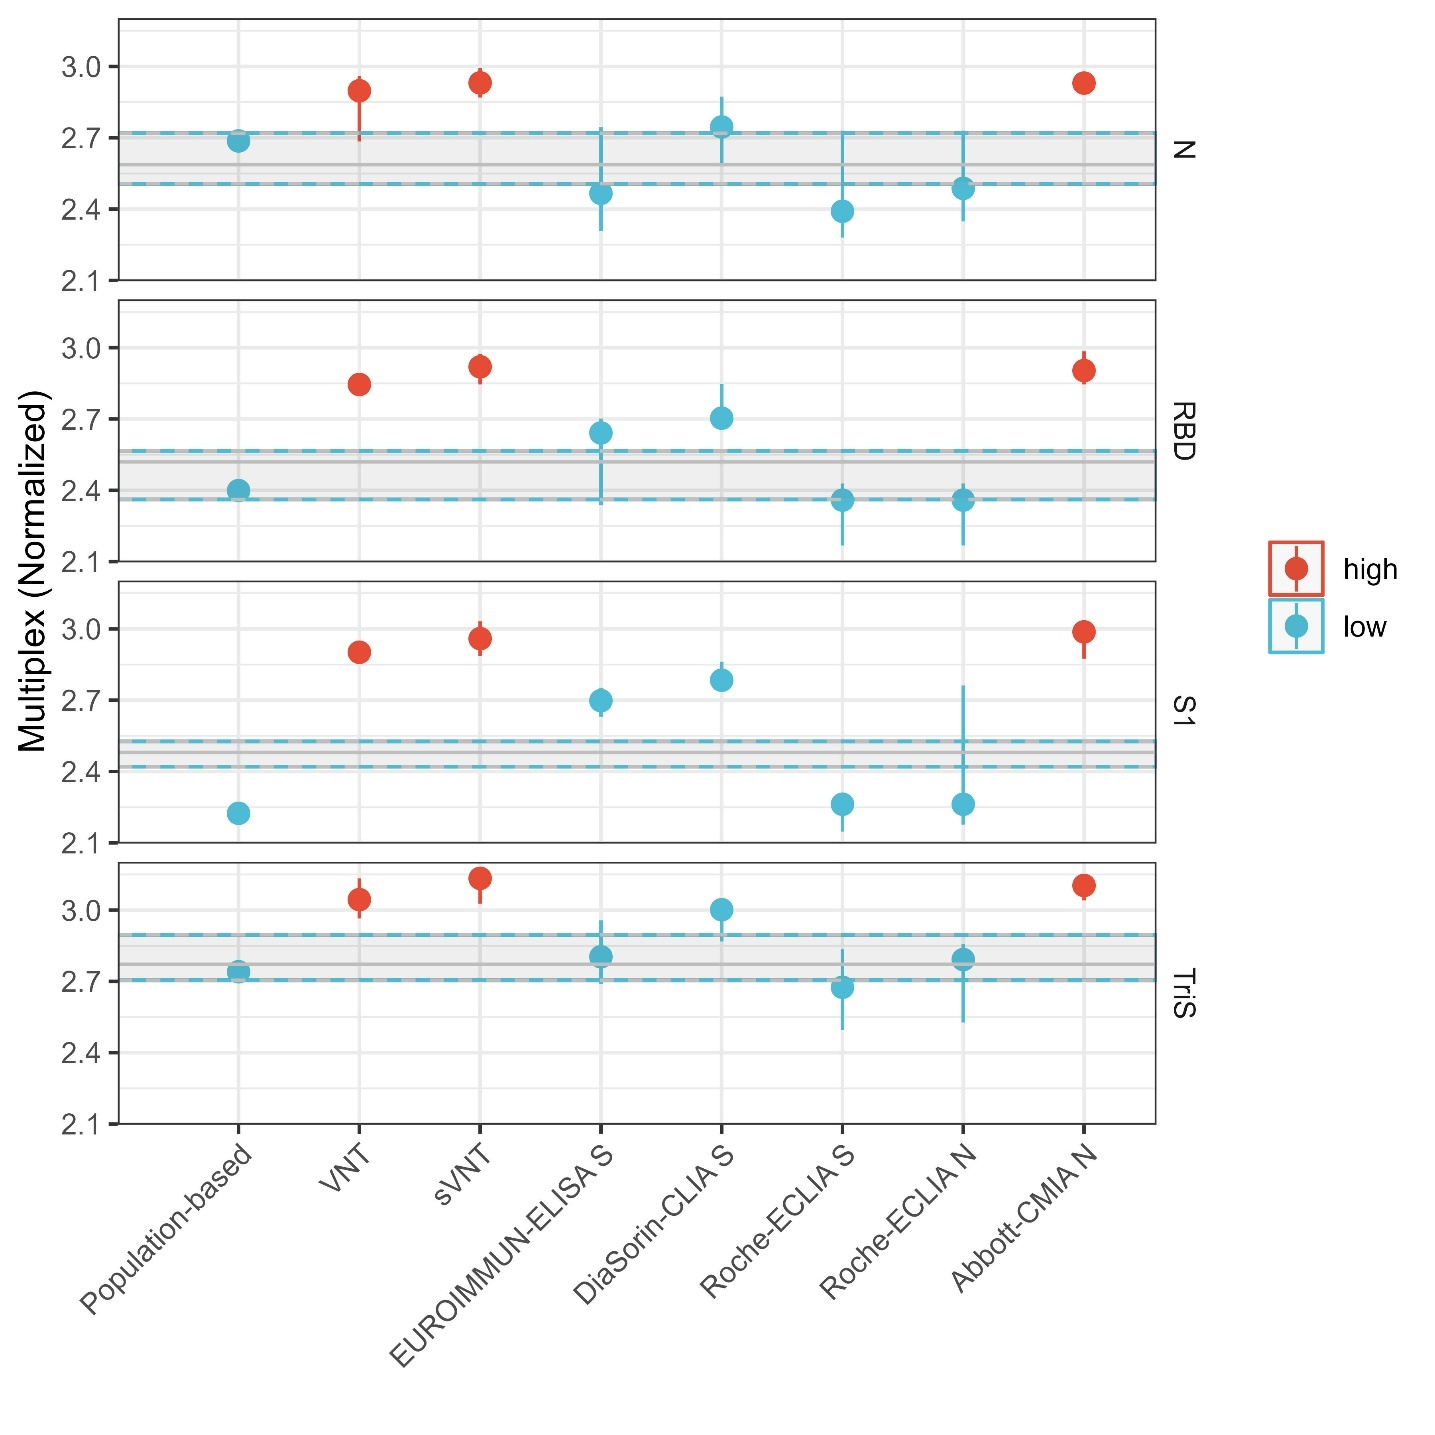 Multiplex (Normalized)
3.0
2.7
2.4
2.1
N
3.0
2.7
2.4
2.1
RBD
3.0
2.7
2.4
2.1
S1
3.0
2.7
2.4
2.1
TriS
Population-based
VNT
sVNT
EUROIMMUN-ELISA S
DiaSorin-CLIA S
Roche-ECLIA S
Roche-ECLIA N
Abbott-CMIA N
high
low